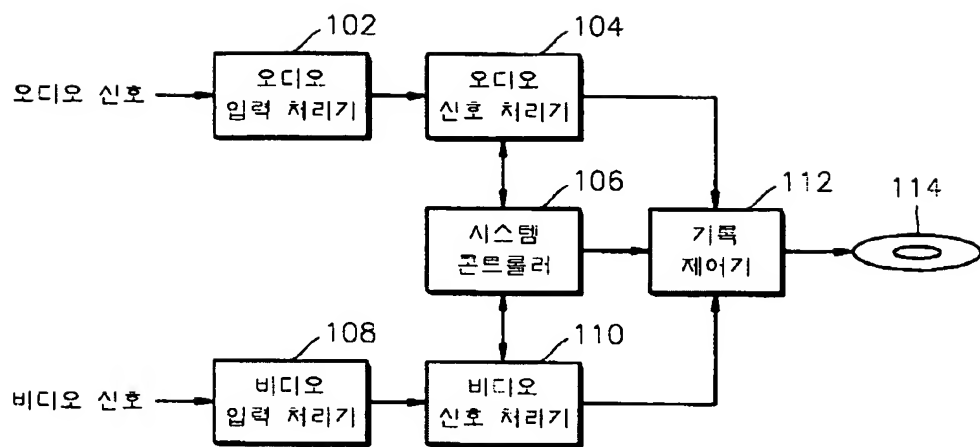 102
104
오디오 신호
오디오
입력 처리기
오디오
신호 처리기
106
112
114
시스템
콘트롤러
기록
제어기
108
110
비디오 신호
비디오
입력 처리기
비디오
신호 처리기